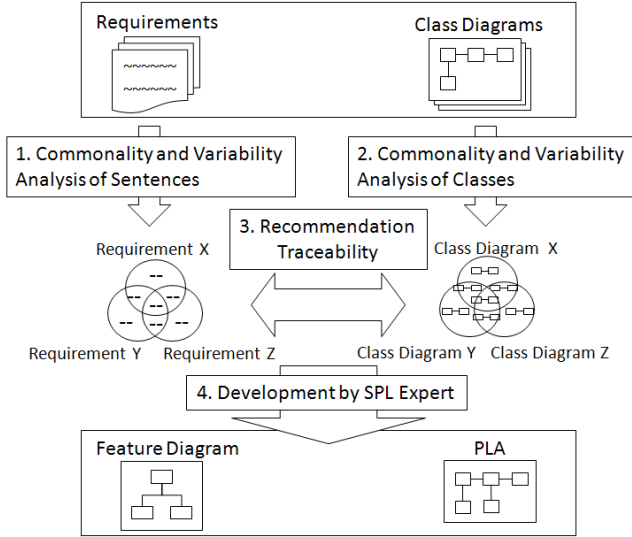 Requirements
Class Diagrams
~~~~~~
~~~~~~
1. Commonality and Variability
Analysis of Sentences
2. Commonality and Variability
Analysis of Classes
3. Recommendation
Traceability
Requirement X
Requirement Y
Requirement Z
Class Diagram X
Class Diagram Y
Class Diagram Z
4. Development by SPL Expert
Feature Diagram
PLA